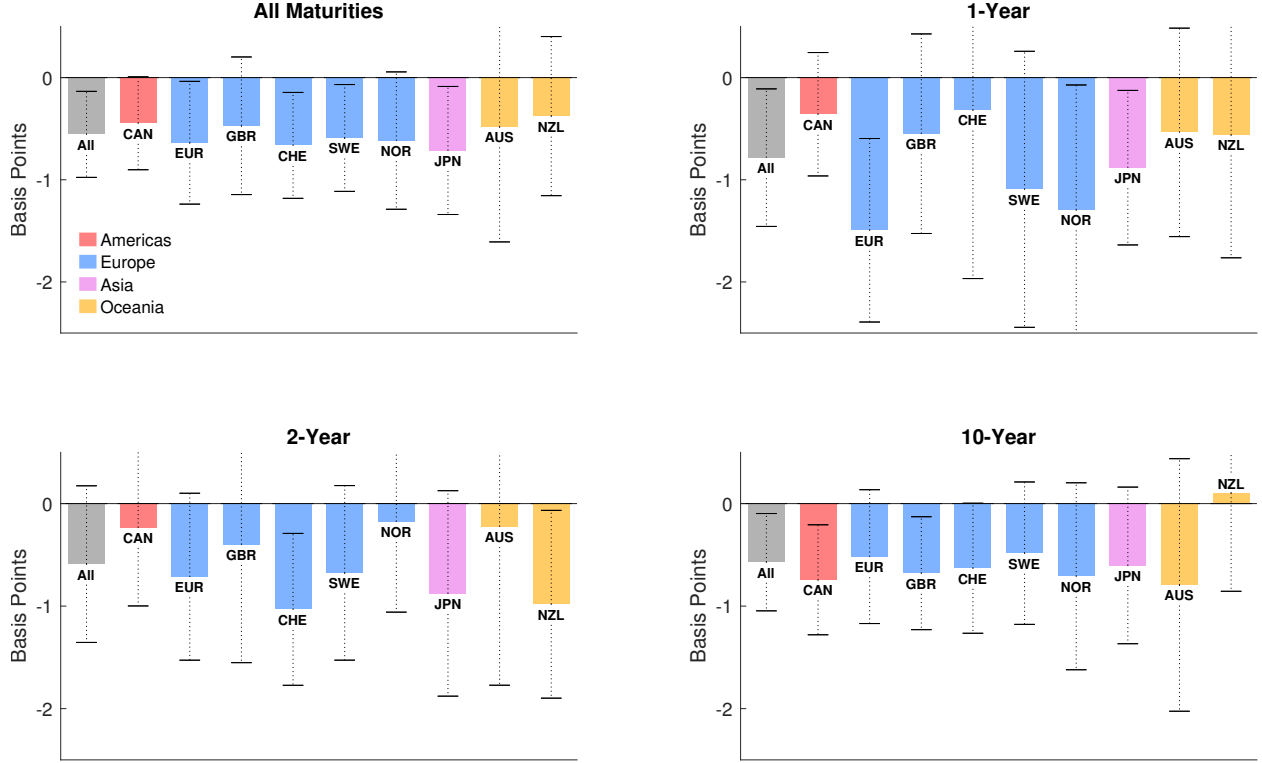 All Maturities
Basis Points
0
-1
-2
All
CAN
EUR
GBR
CHE
SWE
NOR
JPN
AUS
NZL
Americas
Europe
Asia
Oceania
1-Year
Basis Points
0
-1
-2
All
CAN
EUR
GBR
CHE
SWE
NOR
JPN
AUS
NZL
2-Year
Basis Points
0
-1
-2
All
CAN
EUR
GBR
CHE
SWE
NOR
JPN
AUS
NZL
10-Year
Basis Points
0
-1
-2
All
CAN
EUR
GBR
CHE
SWE
NOR
JPN
AUS
NZL